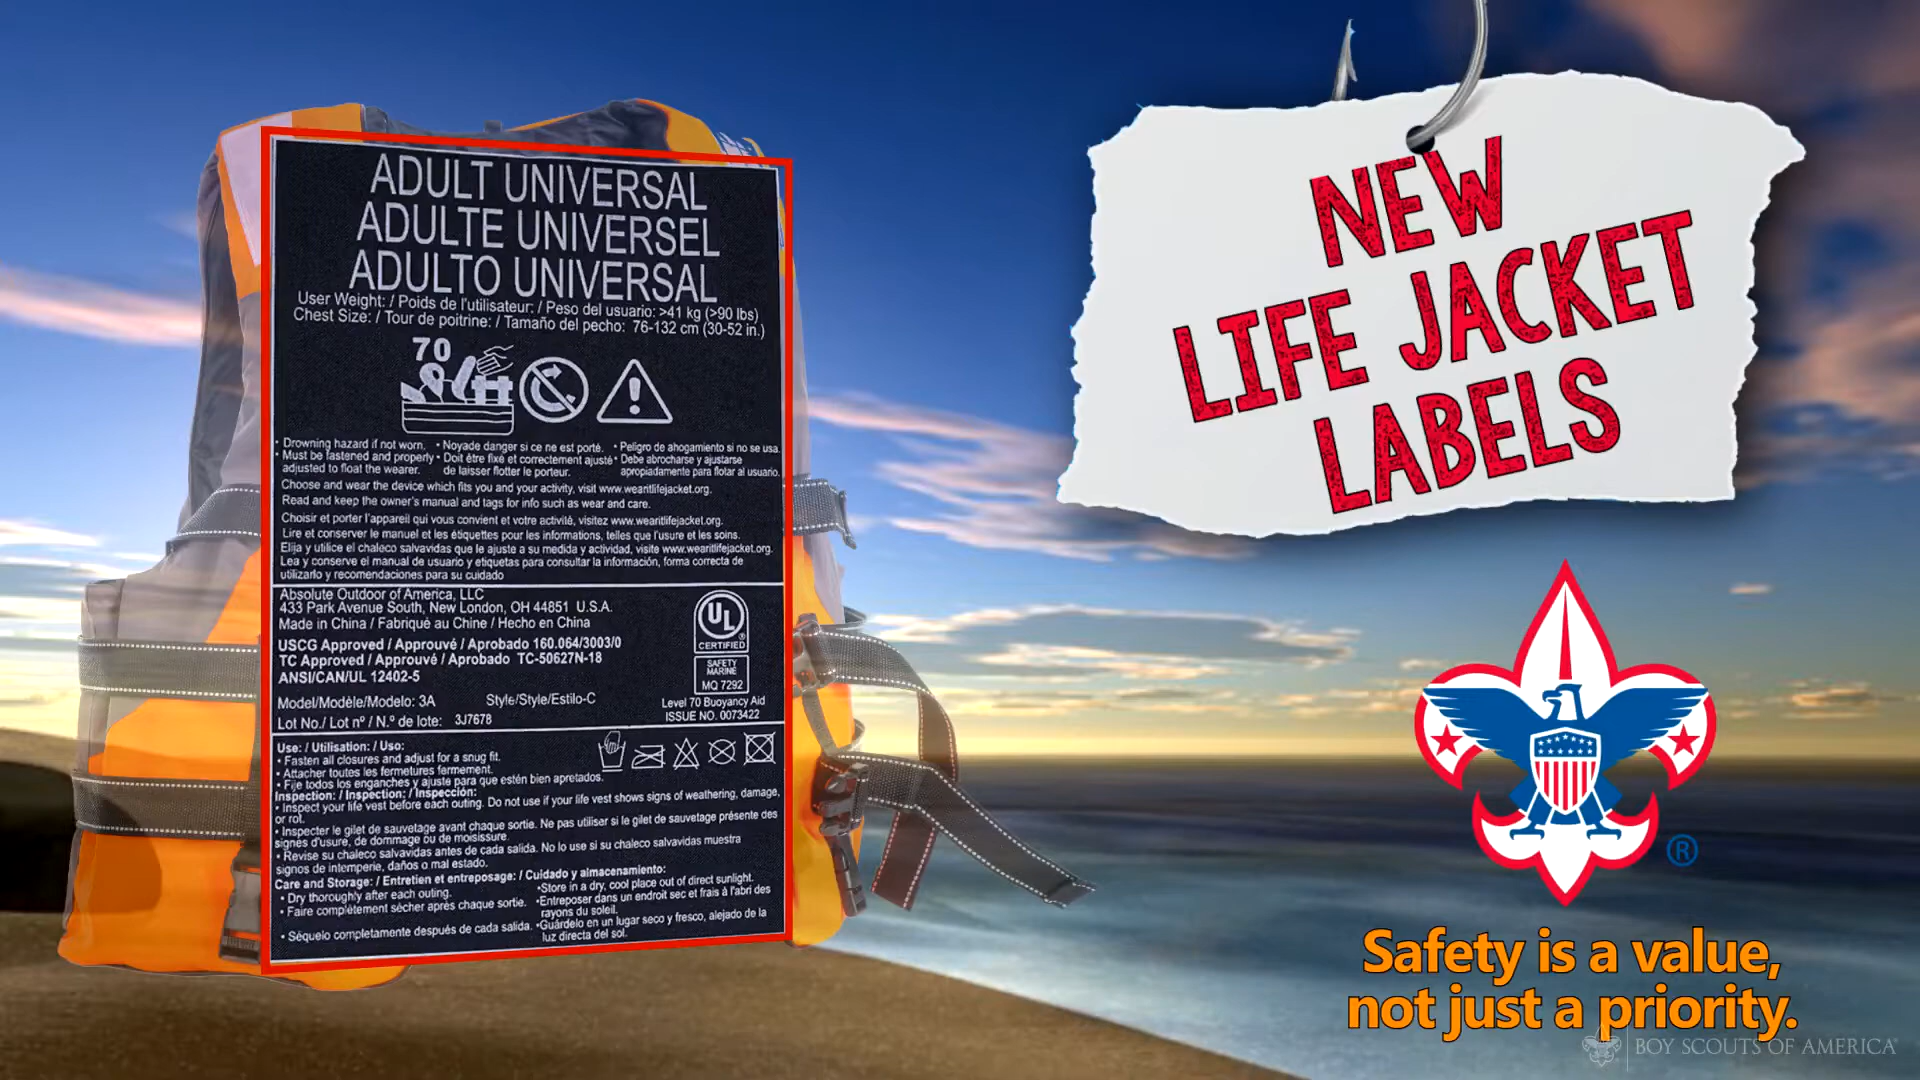 ADULT UNIVERSAL
ADULTE UNIVERSEL
ADULTO UNIVERSAL
User Weight: / Poids de l'utilisateur: / Peso del usuario: >41 kg (>90 lbs)
Chest Size: / Tour de poitrine: / Tamaño del pecho: 76-132 cm (30-52 in.)
70
• Drowning hazard if not worn.
• Must be fastened and properly
adjusted to float the wearer.
• Noyade danger si ce ne est porté.
• Doit être fixé et correctement ajusté
de laisser flotter le porteur.
• Peligro de ahogamiento si no se usa.
• Debe abrocharse y ajustarse
apropiadamente para flotar al usuario.
Choose and wear the device which fits you and your activity, visit www.wearitlifejacket.org.
Read and keep the owner's manual and tags for info such as wear and care.
Choisir et porter l'appareil qui vous convient et votre activité, visitez www.wearitlifejacket.org.
Lire et conserver le manuel et les étiquettes pour les informations, telles que l'usure et les soins.
Elija y utilice el chaleco salvavidas que le ajuste a su medida y actividad, visite www.wearitlifejacket.org.
Lea y conserve el manual de usuario y etiquetas para consultar la información, forma correcta de
utilizarlo y recomendaciones para su cuidado
Absolute Outdoor of America, LLC
433 Park Avenue South, New London, OH 44851 U.S.A.
Made in China / Fabriqué au Chine / Hecho en China
USCG Approved / Approuvé / Aprobado 160.064/3003/0
TC Approved / Approuvé / Aprobado TC-50627N-18
ANSI/CAN/UL 12402-5
Model/Modèle/Modelo: 3A Style/Style/Estilo-C
Lot No./ Lot nº / N.º de lote: 3J7678
UL
®
CERTIFIED
SAFETY
MARINE
MQ 7292
Level 70 Buoyancy Aid
ISSUE NO. 0073422
Use: / Utilisation: / Uso:
• Fasten all closures and adjust for a snug fit.
• Attacher toutes les fermetures fermement.
• Fije todos los enganches y ajuste para que estén bien apretados.
Inspection: / Inspection: / Inspección:
• Inspect your life vest before each outing. Do not use if your life vest shows signs of weathering, damage,
or rot.
• Inspecter le gilet de sauvetage avant chaque sortie. Ne pas utiliser si le gilet de sauvetage présente des
signes d'usure, de dommage ou de moisissure.
• Revise su chaleco salvavidas antes de cada salida. No lo use si su chaleco salvavidas muestra
signos de intemperie, daños o mal estado.
Care and Storage: / Entretien et entreposage: / Cuidado y almacenamiento:
• Dry thoroughly after each outing.
• Faire complètement sécher après chaque sortie.
• Séquelo completamente después de cada salida.
•Store in a dry, cool place out of direct sunlight.
•Entreposer dans un endroit sec et frais à l'abri des
rayons du soleil.
•Guárdelo en un lugar seco y fresco, alejado de la
luz directa del sol.
NEW
LIFE JACKET
LABELS
®
Safety is a value,
not just a priority.
BOY SCOUTS OF AMERICA®